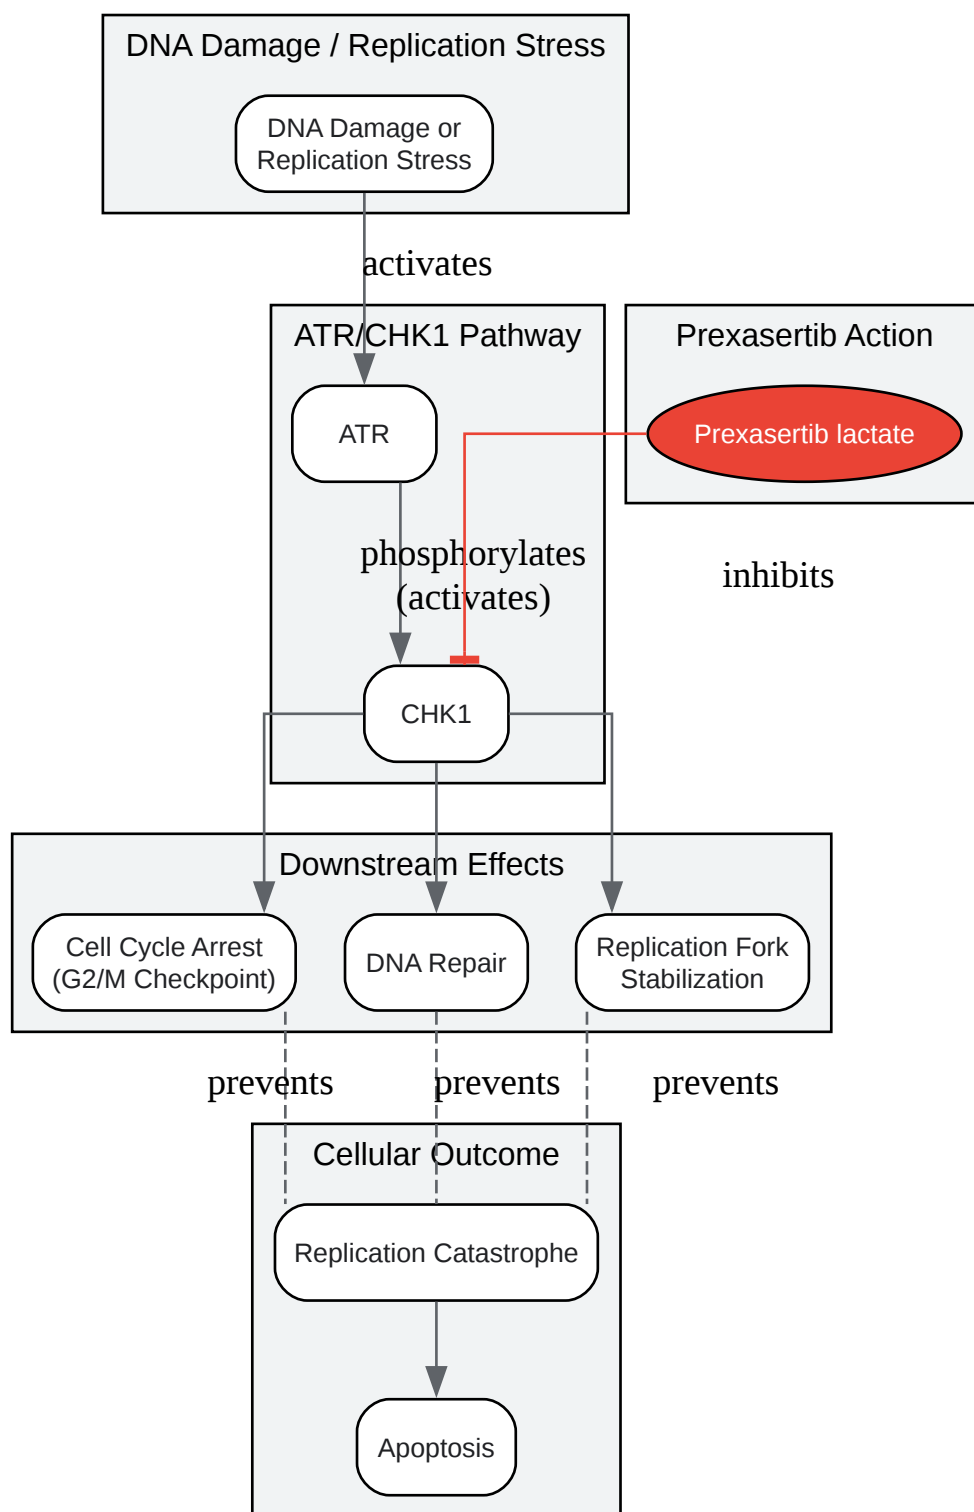 DNA Damage / Replication Stress
DNA Damage or
Replication Stress
activates
ATR/CHK1 Pathway
Prexasertib Action
ATR
Prexasertib lactate
phosphorylates
(activates)
inhibits
CHK1
Downstream Effects
Cell Cycle Arrest
(G2/M Checkpoint)
DNA Repair
Replication Fork
Stabilization
prevents
prevents
prevents
Cellular Outcome
Replication Catastrophe
Apoptosis